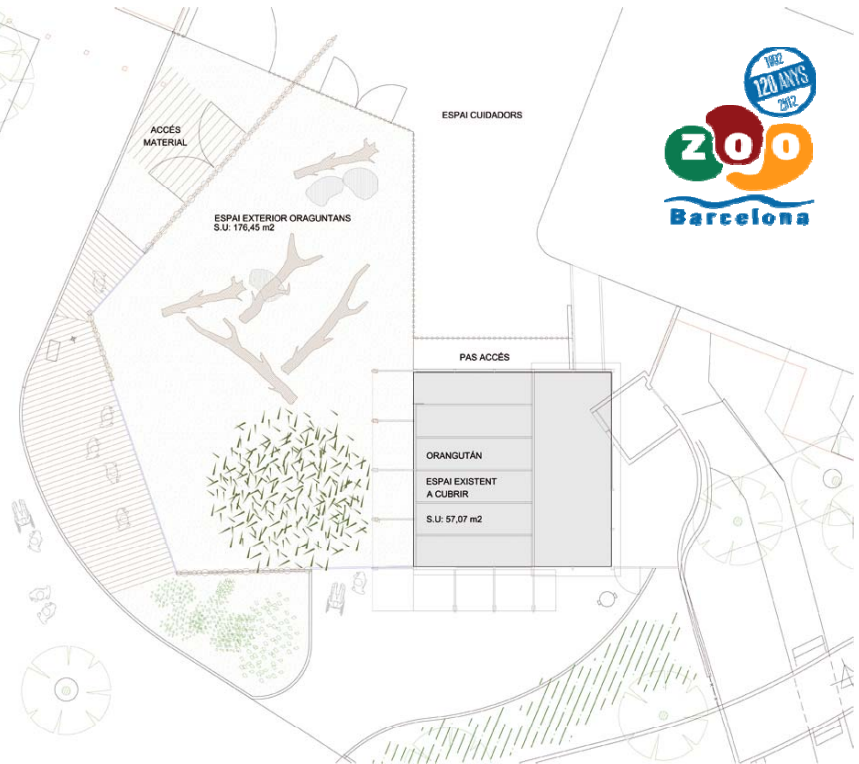 1892
120 ANYS
2012
ZOO
Barcelona
ESPAI CUIDADORS
ACCÉS
MATERIAL
ESPAI EXTERIOR ORAGUNTANS
S.U: 176,45 m2
PAS ACCÉS
ORANGUTÁN
ESPAI EXISTENT
A CUBRIR
S.U: 57,07 m2